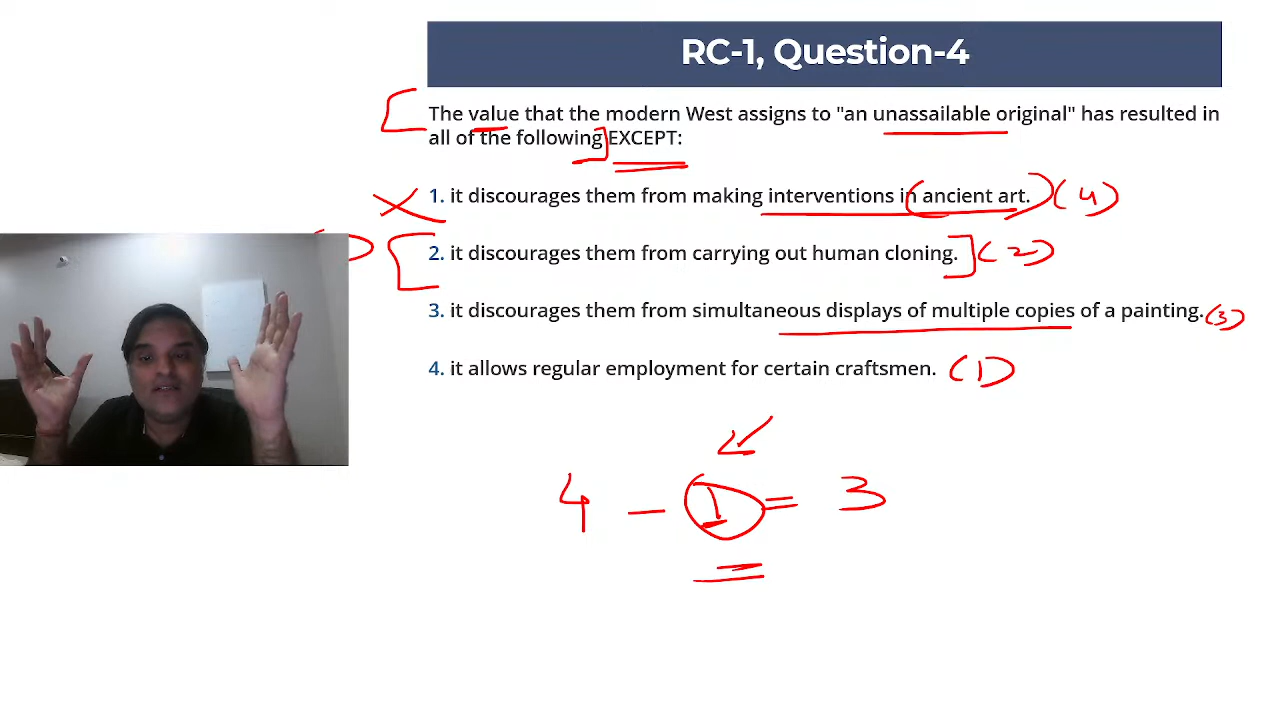 RC-1, Question-4
The value that the modern West assigns to "an unassailable original" has resulted in
all of the following EXCEPT:
1. it discourages them from making interventions in ancient art. (4)
2. it discourages them from carrying out human cloning. (2)
3. it discourages them from simultaneous displays of multiple copies of a painting. (3)
4. it allows regular employment for certain craftsmen. (1)
4 - 1 = 3